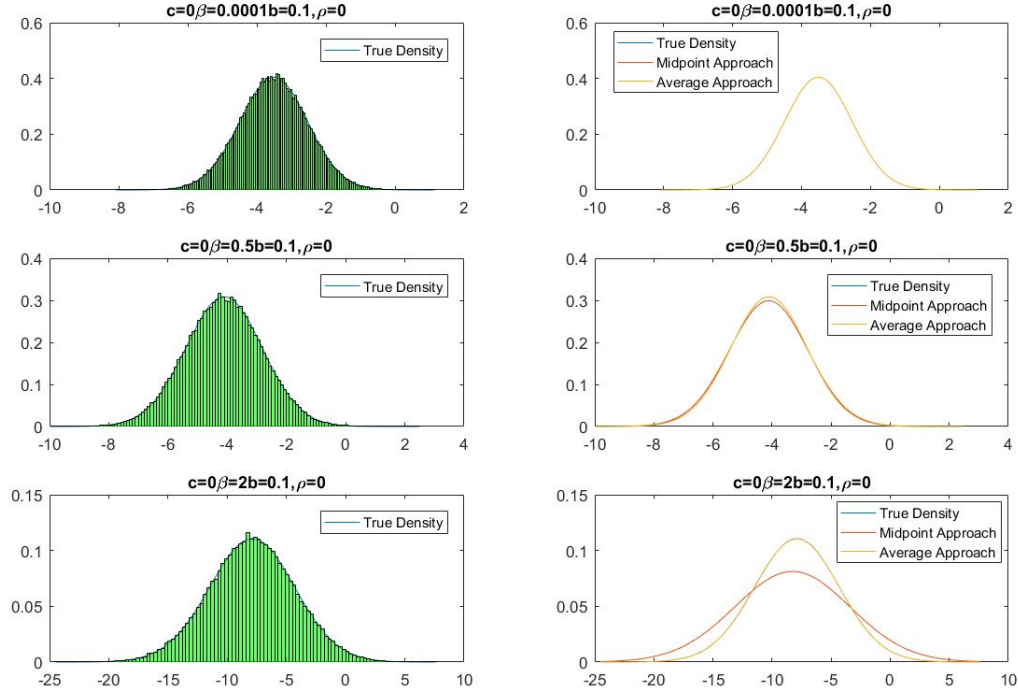 c=0β=0.0001b=0.1,ρ=0
0.6
0.4
0.2
0
True Density
-10 -8 -6 -4 -2 0 2
c=0β=0.0001b=0.1,ρ=0
0.6
0.4
0.2
0
True Density
Midpoint Approach
Average Approach
-10 -8 -6 -4 -2 0 2
c=0β=0.5b=0.1,ρ=0
0.4
0.3
0.2
0.1
0
True Density
-10 -8 -6 -4 -2 0 2 4
c=0β=0.5b=0.1,ρ=0
0.4
0.3
0.2
0.1
0
True Density
Midpoint Approach
Average Approach
-10 -8 -6 -4 -2 0 2 4
c=0β=2b=0.1,ρ=0
0.15
0.1
0.05
0
True Density
-25 -20 -15 -10 -5 0 5 10
c=0β=2b=0.1,ρ=0
0.15
0.1
0.05
0
True Density
Midpoint Approach
Average Approach
-25 -20 -15 -10 -5 0 5 10